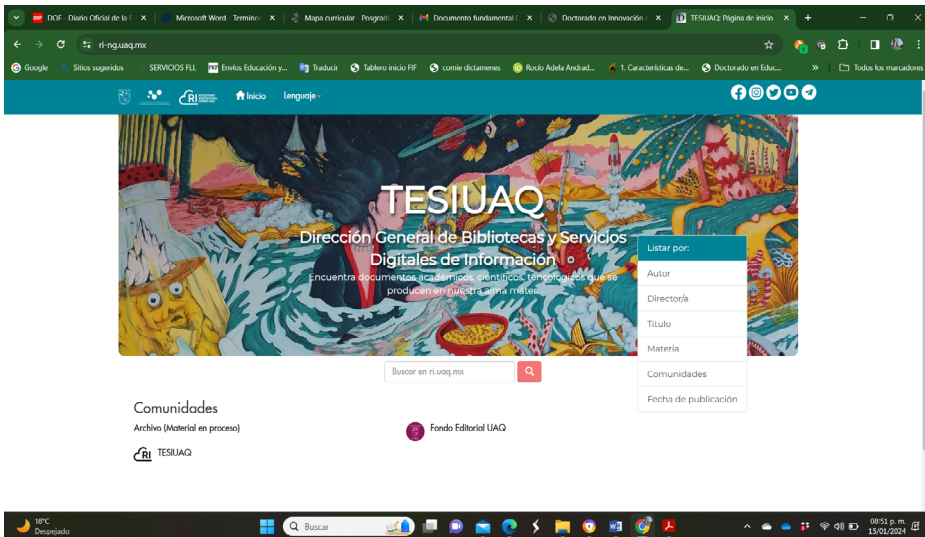 DOF - Diario Oficial de la F
Microsoft Word - Termino
Mapa curricular - Posgrad
Documento fundamental
Doctorado en Innovación
TESIUAQ: Página de inicio
ri-ng.uaq.mx
Google
Sitios sugeridos
SERVICIOS FLL
PKP
Envíos Educación y...
Traducir
Tablero inicio FIF
comie dictamenes
Rocío Adela Andrad...
1. Características de...
Doctorado en Educ...
Todos los marcadores
RI
Inicio
Lenguaje
TESIUAQ
Dirección General de Bibliotecas y Servicios
Digitales de Información
Encuentra documentos académicos, científicos, tencologicos que se
producen en nuestra alma mater.
Listar por:
Autor
Director/a
Título
Materia
Comunidades
Fecha de publicación
Buscar en ri.uaq.mx
Comunidades
Archivo (Material en proceso)
Fondo Editorial UAQ
RI
TESIUAQ
18°C
Despejado
Buscar
08:51 p. m.
15/01/2024